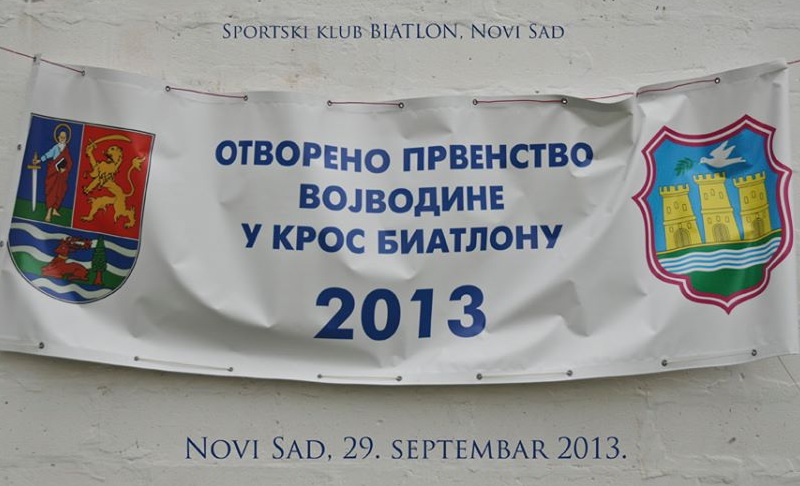 Sportski klub BIATLON, Novi Sad
ОТВОРЕНО ПРВЕНСТВО
ВОЈВОДИНЕ
У КРОС БИАТЛОНУ
2013
Novi Sad, 29. septembar 2013.